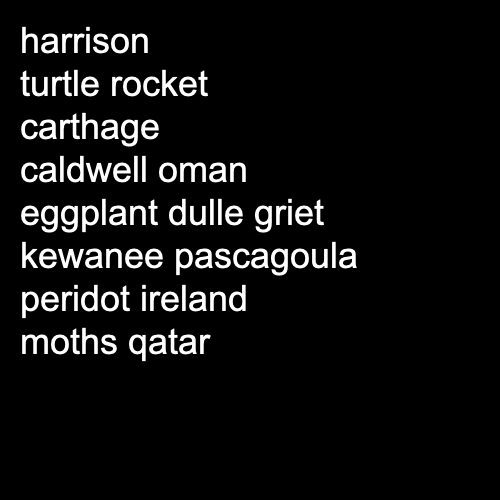 harrison
turtle rocket
carthage
caldwell oman
eggplant dulle griet
kewanee pascagoula
peridot ireland
moths qatar